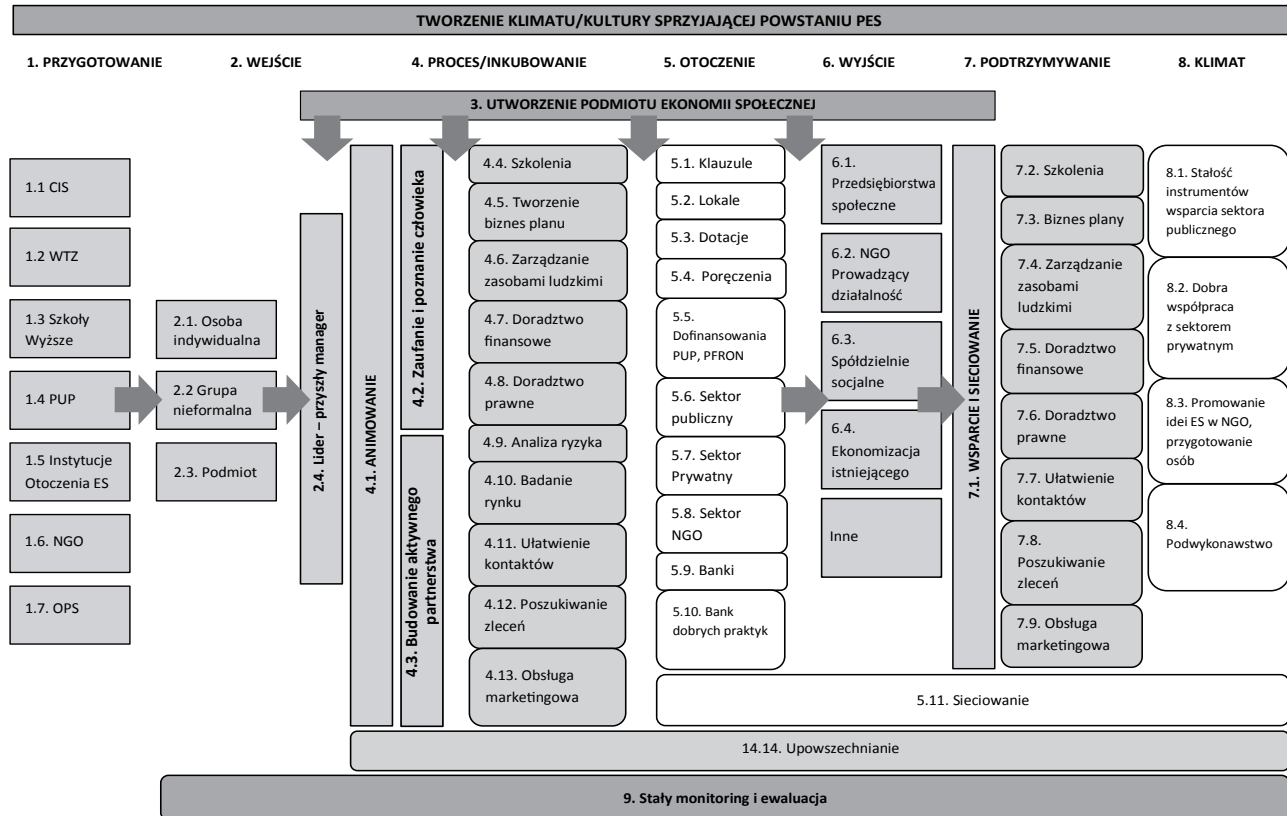 TWORZENIE KLIMATU/KULTURY SPRZYJAJĄCEJ POWSTANIU PES
1. PRZYGOTOWANIE
2. WEJŚCIE
4. PROCES/INKUBOWANIE
5. OTOCZENIE
6. WYJŚCIE
7. PODTRZYMYWANIE
8. KLIMAT
3. UTWORZENIE PODMIOTU EKONOMII SPOŁECZNEJ
1.1 CIS
1.2 WTZ
1.3 Szkoły
Wyższe
1.4 PUP
1.5 Instytucje
Otoczenia ES
1.6. NGO
1.7. OPS
2.1. Osoba
indywidualna
2.2 Grupa
nieformalna
2.3. Podmiot
2.4. Lider – przyszły manager
4.1. ANIMOWANIE
4.2. Zaufanie i poznanie człowieka
4.3. Budowanie aktywnego
partnerstwa
4.4. Szkolenia
4.5. Tworzenie
biznes planu
4.6. Zarządzanie
zasobami ludzkimi
4.7. Doradztwo
finansowe
4.8. Doradztwo
prawne
4.9. Analiza ryzyka
4.10. Badanie
rynku
4.11. Ułatwienie
kontaktów
4.12. Poszukiwanie
zleceń
4.13. Obsługa
marketingowa
5.1. Klauzule
5.2. Lokale
5.3. Dotacje
5.4. Poręczenia
5.5.
Dofinansowania
PUP, PFRON
5.6. Sektor
publiczny
5.7. Sektor
Prywatny
5.8. Sektor
NGO
5.9. Banki
5.10. Bank
dobrych praktyk
6.1.
Przedsiębiorstwa
społeczne
6.2. NGO
Prowadzący
działalność
6.3.
Spółdzielnie
socjalne
6.4.
Ekonomizacja
istniejącego
Inne
7.1. WSPARCIE I SIECIOWANIE
7.2. Szkolenia
7.3. Biznes plany
7.4. Zarządzanie
zasobami
ludzkimi
7.5. Doradztwo
finansowe
7.6. Doradztwo
prawne
7.7. Ułatwienie
kontaktów
7.8.
Poszukiwanie
zleceń
7.9. Obsługa
marketingowa
8.1. Stałość
instrumentów
wsparcia sektora
publicznego
8.2. Dobra
współpraca
z sektorem
prywatnym
8.3. Promowanie
idei ES w NGO,
przygotowanie
osób
8.4.
Podwykonawstwo
5.11. Sieciowanie
14.14. Upowszechnianie
9. Stały monitoring i ewaluacja